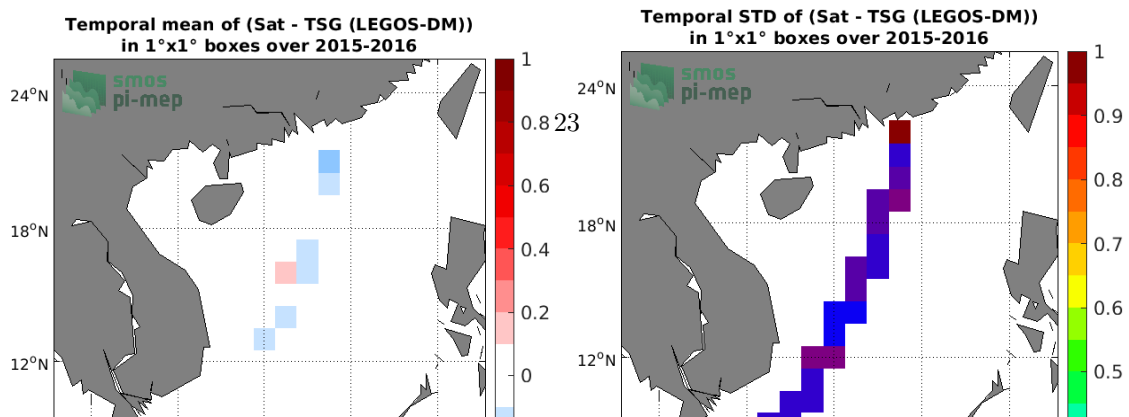 Temporal mean of (Sat - TSG (LEGOS-DM))
in 1°x1° boxes over 2015-2016
smos
pi-mep
24°N
18°N
12°N
1
0.8
0.6
0.4
0.2
0
23
Temporal STD of (Sat - TSG (LEGOS-DM))
in 1°x1° boxes over 2015-2016
smos
pi-mep
24°N
18°N
12°N
1
0.9
0.8
0.7
0.6
0.5